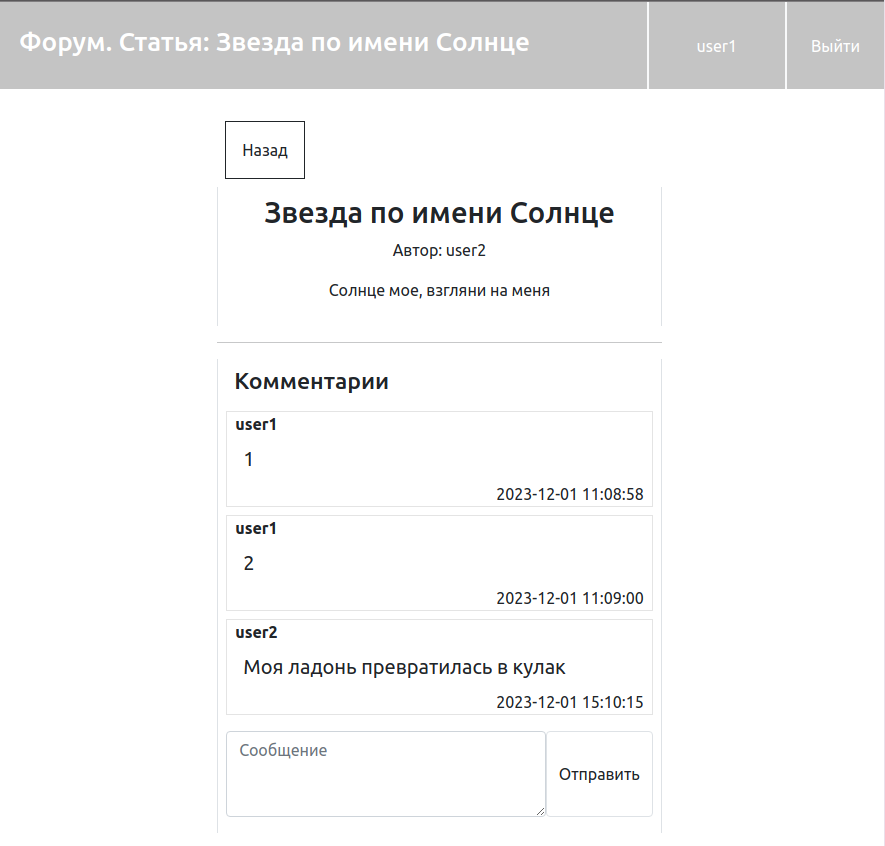 Форум. Статья: Звезда по имени Солнце
user1
Выйти
Назад
Звезда по имени Солнце
Автор: user2
Солнце мое, взгляни на меня
Комментарии
user1
1
2023-12-01 11:08:58
user1
2
2023-12-01 11:09:00
user2
Моя ладонь превратилась в кулак
2023-12-01 15:10:15
Сообщение
Отправить